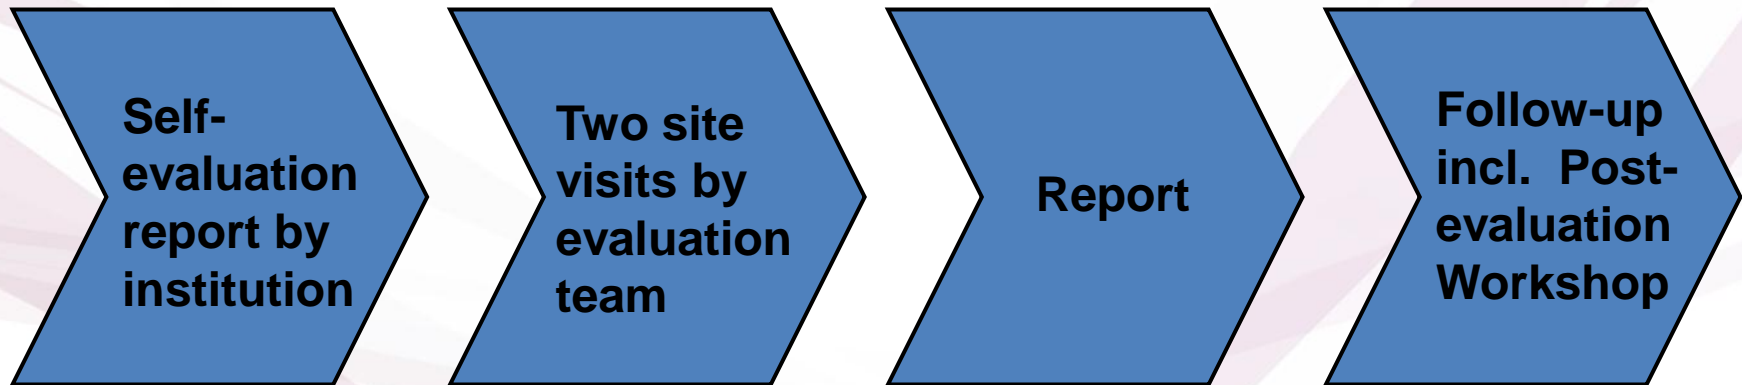 Self-
evaluation
report by
institution
Two site
visits by
evaluation
team
Report
Follow-up
incl.  Post-
evaluation
Workshop